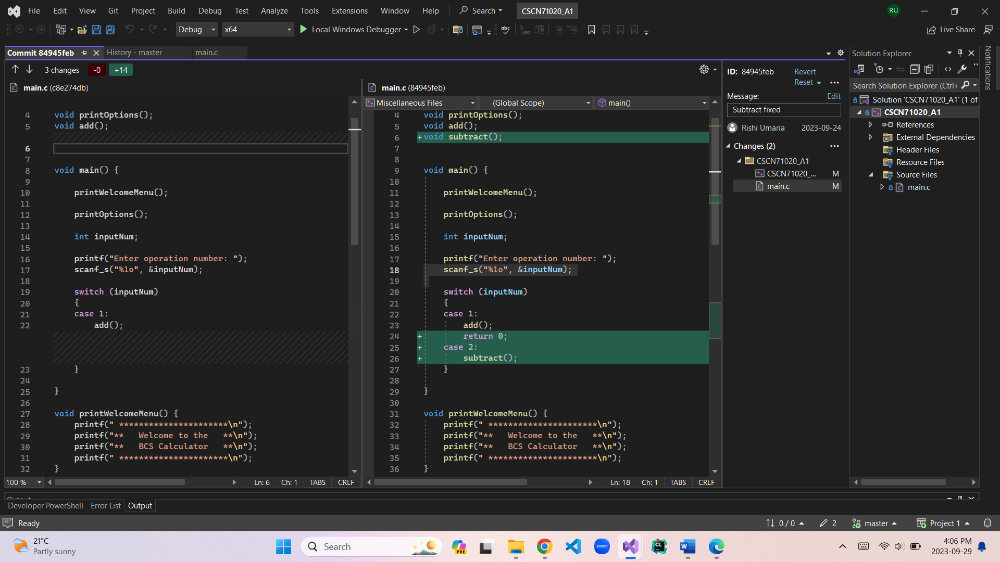 File Edit View Git Project Build Debug Test Analyze Tools Extensions Window Help Search CSCN71020_A1 RU
Debug x64 Local Windows Debugger abc Live Share
Commit 84945feb History - master main.c
3 changes -0 +14
main.c (c8e274db)
4 void printOptions();
5 void add();
6
7
8 void main() {
9
10 printWelcomeMenu();
11
12 printOptions();
13
14 int inputNum;
15
16 printf("Enter operation number: ");
17 scanf_s("%1o", &inputNum);
18
19 switch (inputNum)
20 {
21 case 1:
22 add();
23 }
24
25 }
26
27 void printWelcomeMenu() {
28 printf(" **********************\n");
29 printf("**   Welcome to the   **\n");
30 printf("**   BCS Calculator   **\n");
31 printf(" **********************\n");
32 }
100 % Ln: 6 Ch: 1 TABS CRLF
main.c (84945feb)
Miscellaneous Files (Global Scope) main()
4 void printOptions();
5 void add();
6 +void subtract();
7
8
9 void main() {
10
11 printWelcomeMenu();
12
13 printOptions();
14
15 int inputNum;
16
17 printf("Enter operation number: ");
18 scanf_s("%1o", &inputNum);
19
20 switch (inputNum)
21 {
22 case 1:
23 add();
24 + return 0;
25 + case 2:
26 + subtract();
27 }
28
29 }
30
31 void printWelcomeMenu() {
32 printf(" **********************\n");
33 printf("**   Welcome to the   **\n");
34 printf("**   BCS Calculator   **\n");
35 printf(" **********************\n");
36 }
Ln: 18 Ch: 1 TABS CRLF
ID: 84945feb Revert
Reset
Message: Edit
Subtract fixed
Rishi Umaria 2023-09-24
Changes (2)
CSCN71020_A1
CSCN71020_... M
main.c M
Solution Explorer
Search Solution Explorer (Ctrl+
Solution 'CSCN71020_A1' (1 of
CSCN71020_A1
References
External Dependencies
Header Files
Resource Files
Source Files
main.c
Notifications
Output
Developer PowerShell Error List Output
Ready 0 / 0 2 master Project 1
21°C
Partly sunny
Search PRE zoom CL W
4:06 PM
2023-09-29